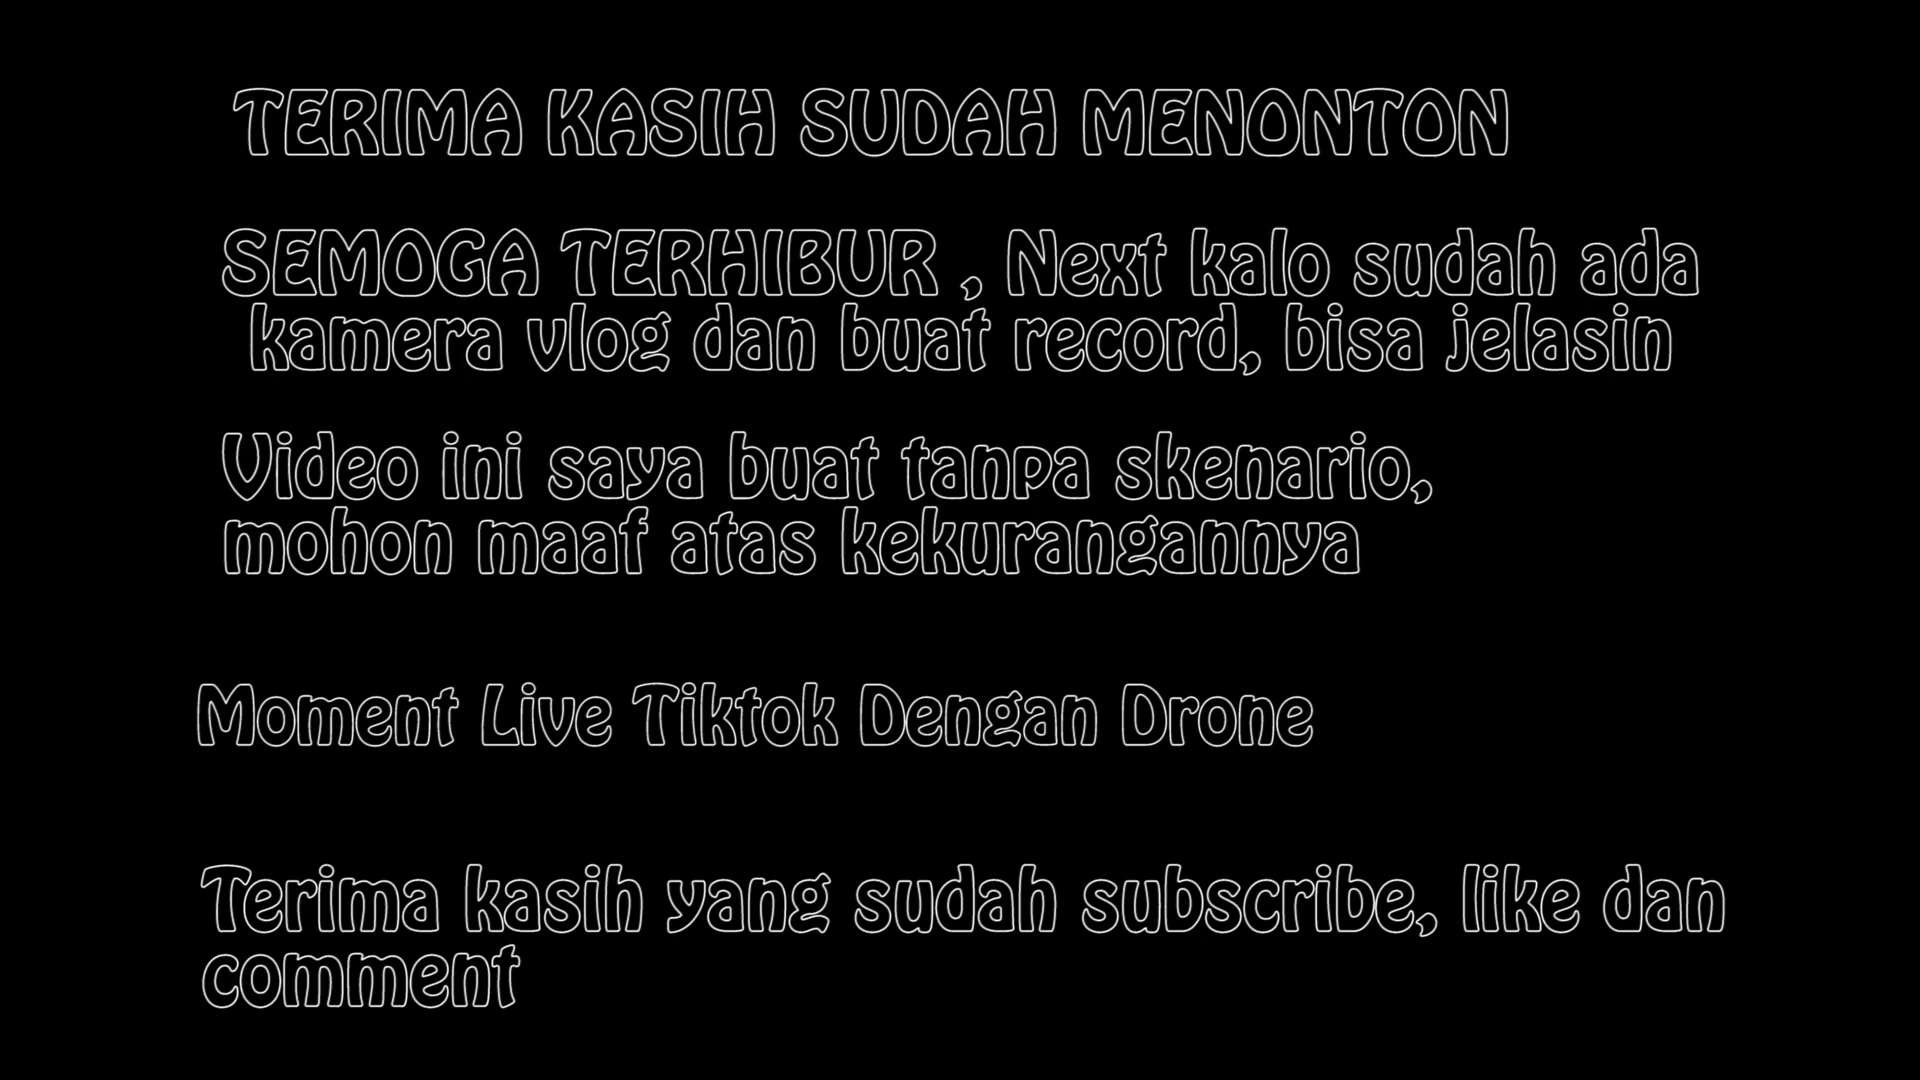 TERIMA KASIH SUDAH MENONTON
SEMOGA TERHIBUR , Next kalo sudah ada
kamera vlog dan buat record, bisa jelasin
Video ini saya buat tanpa skenario,
mohon maaf atas kekurangannya
Moment Live Tiktok Dengan Drone
Terima kasih yang sudah subscribe, like dan
comment